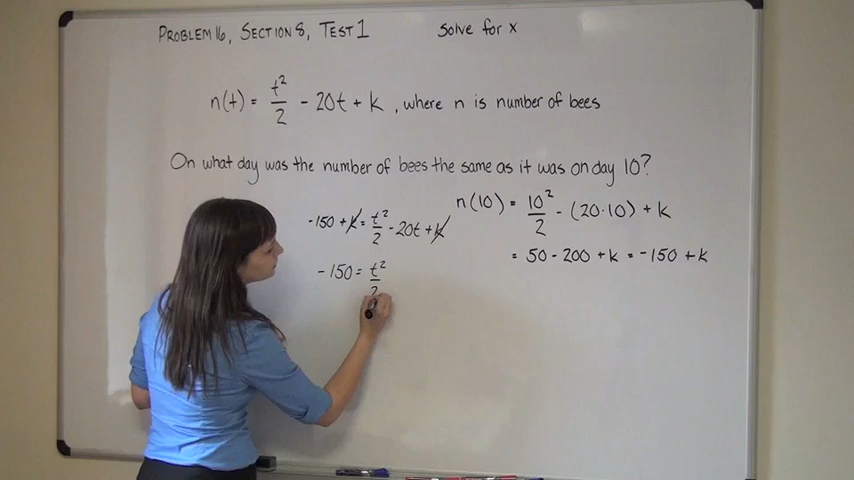 PROBLEM 16, SECTION 8, TEST 1 Solve for x
n(t) = t²/2 - 20t + k, where n is number of bees
On what day was the number of bees the same as it was on day 10?
n(10) = 10²/2 - (20·10) + k
= 50 - 200 + k = -150 + k
-150 + k = t²/2 - 20t + k
-150 = t²/2